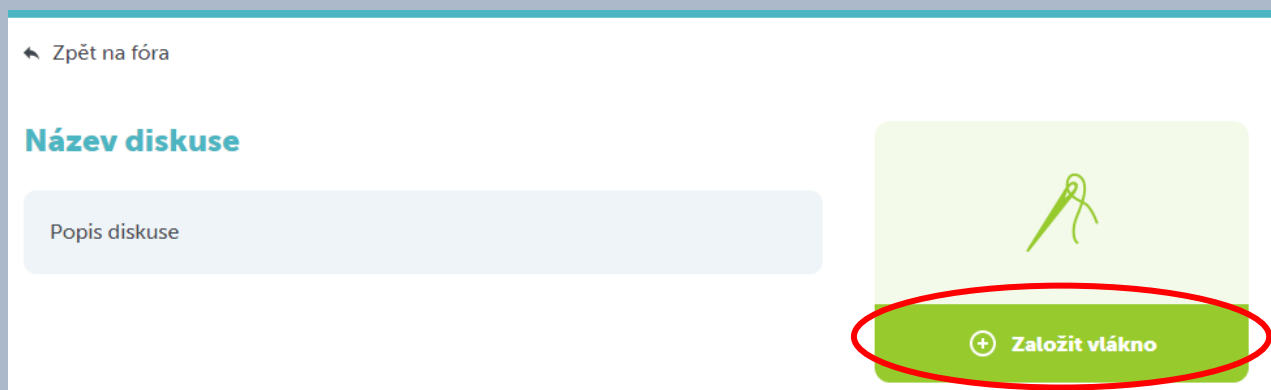 Zpět na fóra
Název diskuse
Popis diskuse
Založit vlákno